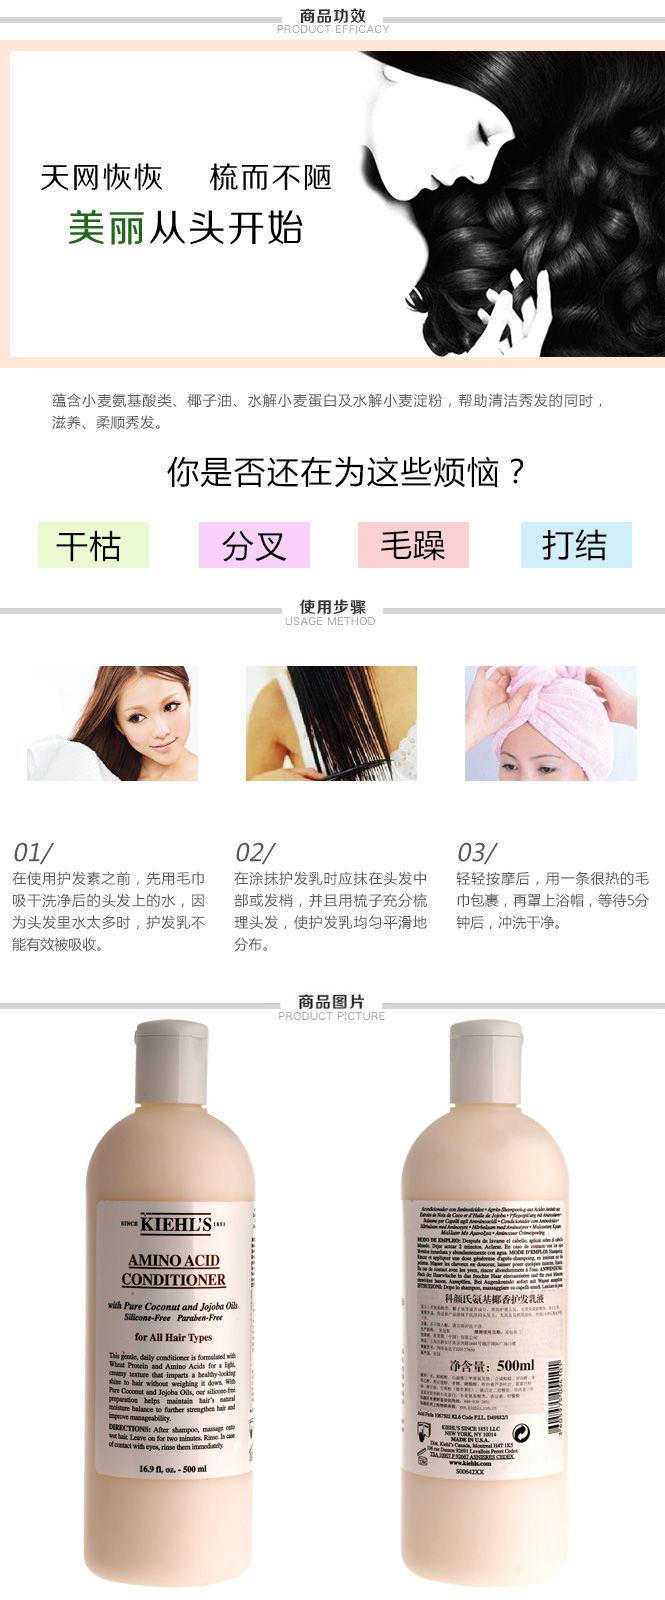 商品功效
PRODUCT EFFICACY
天网恢恢 梳而不陋
美丽从头开始
蕴含小麦氨基酸类、椰子油、水解小麦蛋白及水解小麦淀粉，帮助清洁秀发的同时，
滋养、柔顺秀发。
你是否还在为这些烦恼？
干枯 分叉 毛躁 打结
使用步骤
USAGE METHOD
01/
在使用护发素之前，先用毛巾
吸干洗净后的头发上的水，因
为头发里水太多时，护发乳不
能有效被吸收。
02/
在涂抹护发乳时应抹在头发中
部或发梢，并且用梳子充分梳
理头发，使护发乳均匀平滑地
分布。
03/
轻轻按摩后，用一条很热的毛
巾包裹，再罩上浴帽，等待5分
钟后，冲洗干净。
商品图片
PRODUCT PICTURE
SINCE KIEHL'S 1851
AMINO ACID
CONDITIONER
with Pure Coconut and Jojoba Oils
Silicone-Free Paraben-Free
for All Hair Types
This gentle, daily conditioner is formulated with
Wheat Protein and Amino Acids for a light,
creamy texture that imparts a healthy-looking
shine to hair without weighing it down. With
Pure Coconut and Jojoba Oils, our silicone-free
preparation helps maintain hair's natural
moisture balance to further strengthen hair and
improve manageability.
DIRECTIONS: After shampoo, massage onto
wet hair. Leave on for two minutes. Rinse. In case
of contact with eyes, rinse them immediately.
16.9 fl. oz. - 500 ml
科颜氏氨基椰香护发乳液
净含量：500ml
KIEHL'S SINCE 1851 LLC
NEW YORK, NY 10014
MADE IN U.S.A.
Dist. Kiehl's Canada, Montreal H4T 1K5
www.kiehls.com
S00642XX